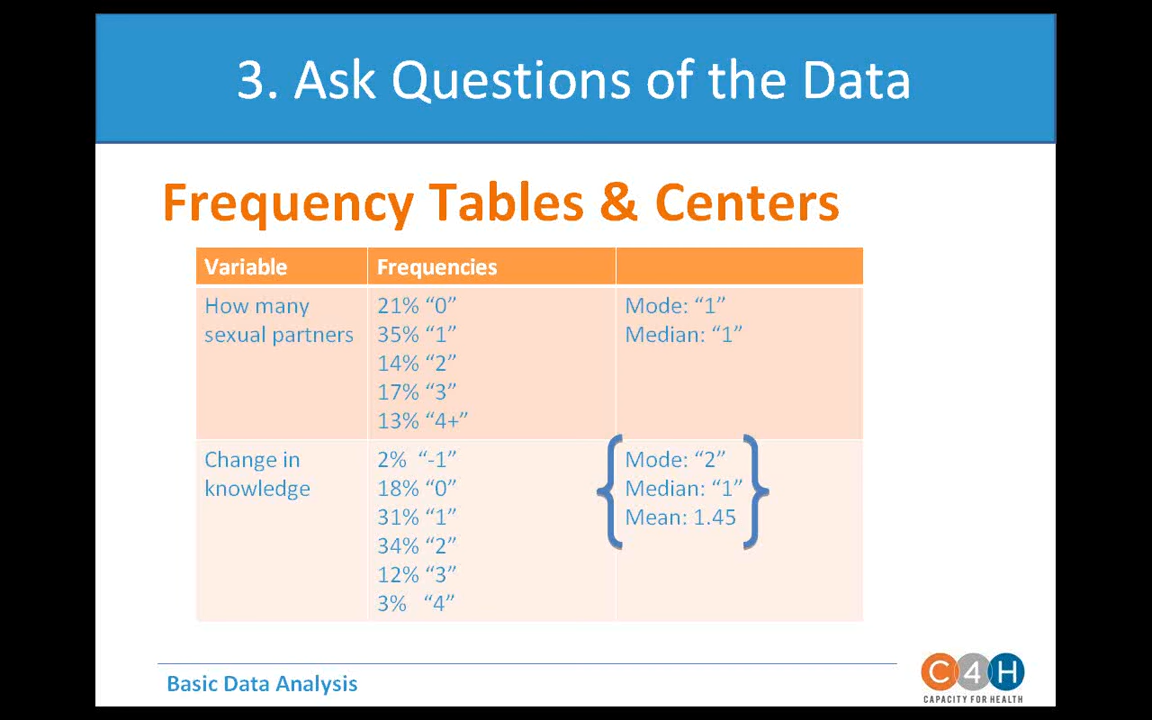 3. Ask Questions of the Data
Frequency Tables & Centers
Variable Frequencies
How many sexual partners
21% “0”
35% “1”
14% “2”
17% “3”
13% “4+”
Mode: “1”
Median: “1”
Change in knowledge
2% “-1”
18% “0”
31% “1”
34% “2”
12% “3”
3% “4”
Mode: “2”
Median: “1”
Mean: 1.45
Basic Data Analysis
C4H
CAPACITY FOR HEALTH